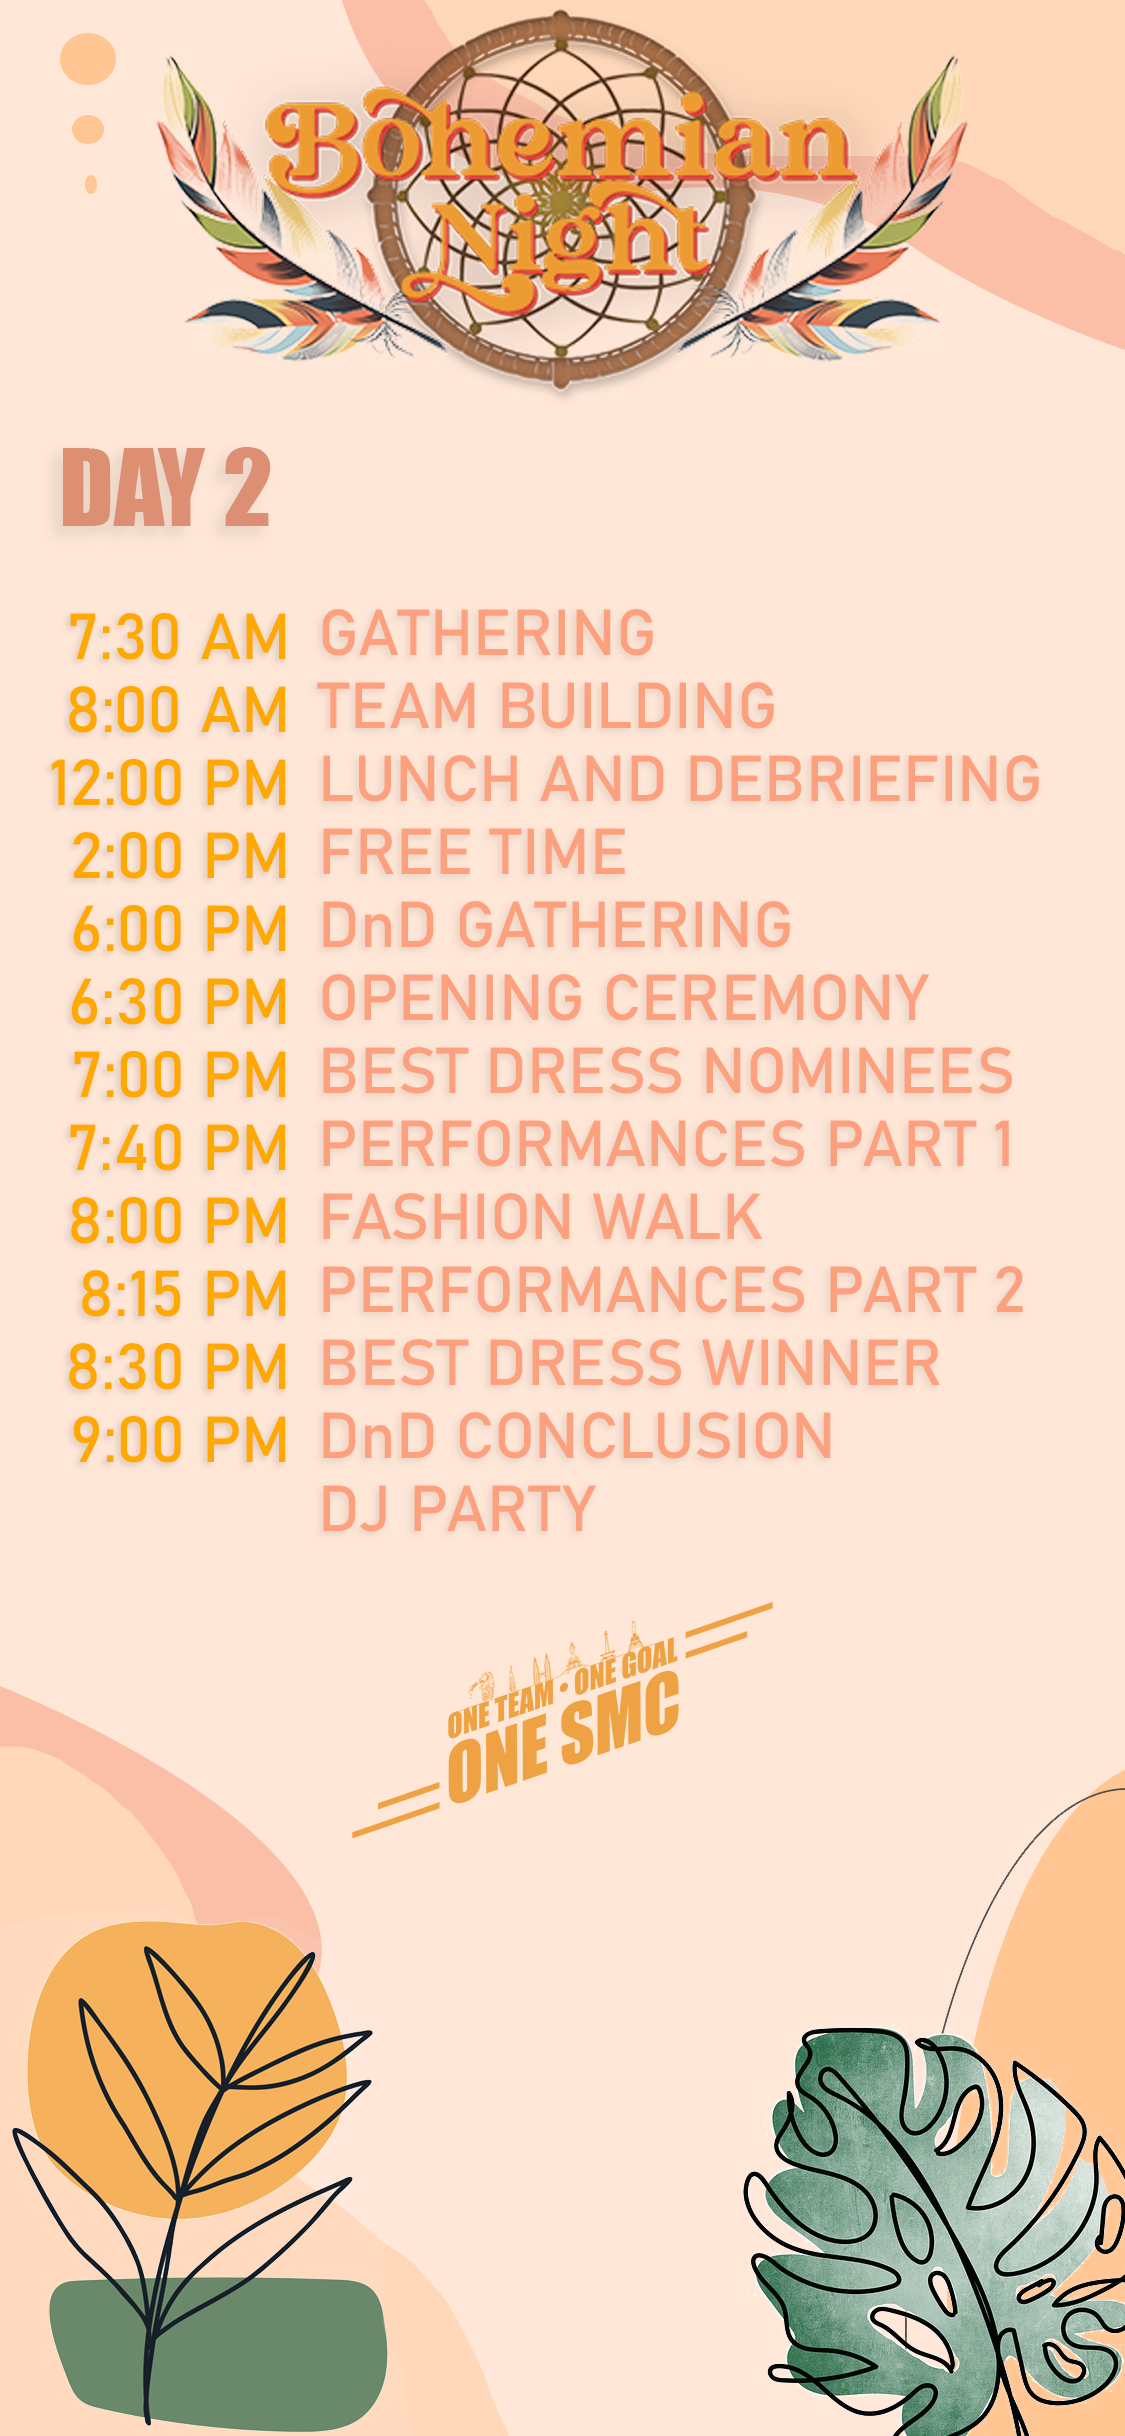 Bohemian
Night
DAY 2
7:30 AM GATHERING
8:00 AM TEAM BUILDING
12:00 PM LUNCH AND DEBRIEFING
2:00 PM FREE TIME
6:00 PM DnD GATHERING
6:30 PM OPENING CEREMONY
7:00 PM BEST DRESS NOMINEES
7:40 PM PERFORMANCES PART 1
8:00 PM FASHION WALK
8:15 PM PERFORMANCES PART 2
8:30 PM BEST DRESS WINNER
9:00 PM DnD CONCLUSION
DJ PARTY
ONE TEAM • ONE GOAL
ONE SMC